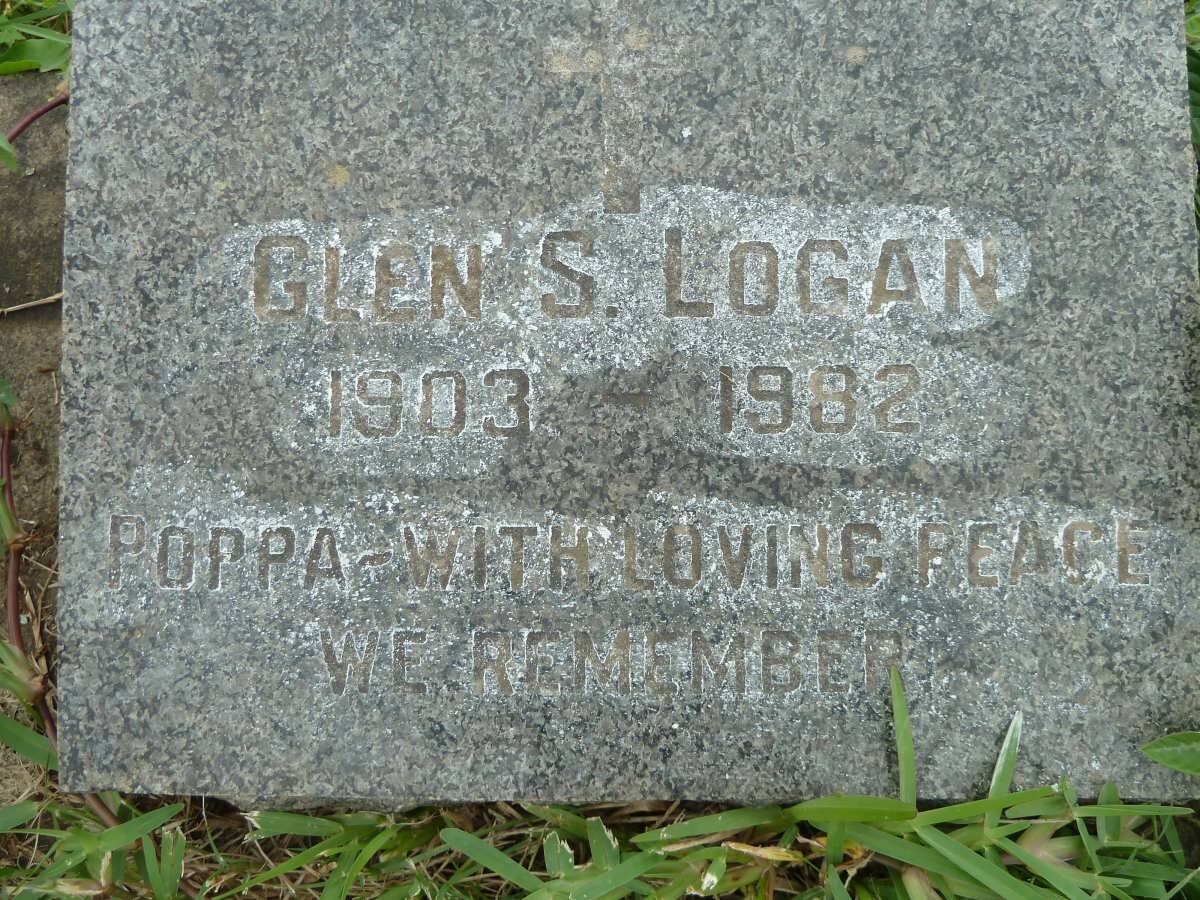 GLEN S. LOGAN
1903 - 1982
POPPA~WITH LOVING PEACE
WE REMEMBER